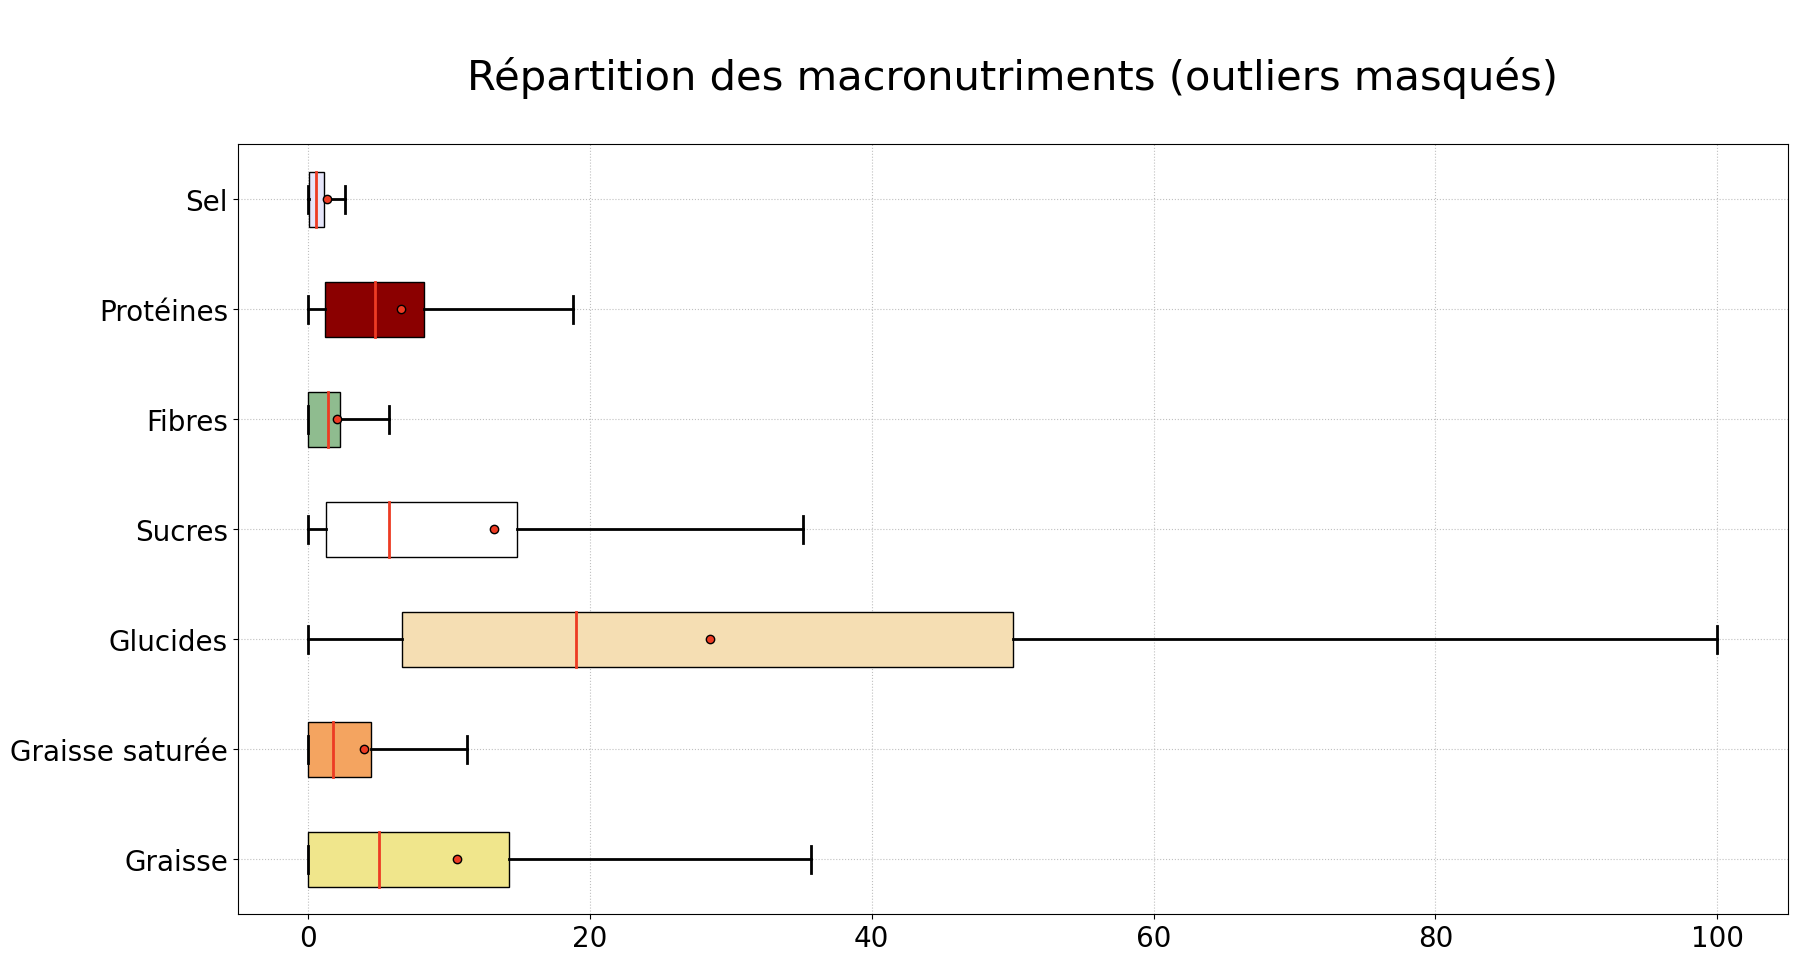 Répartition des macronutriments (outliers masqués)
Sel
Protéines
Fibres
Sucres
Glucides
Graisse saturée
Graisse
0 20 40 60 80 100